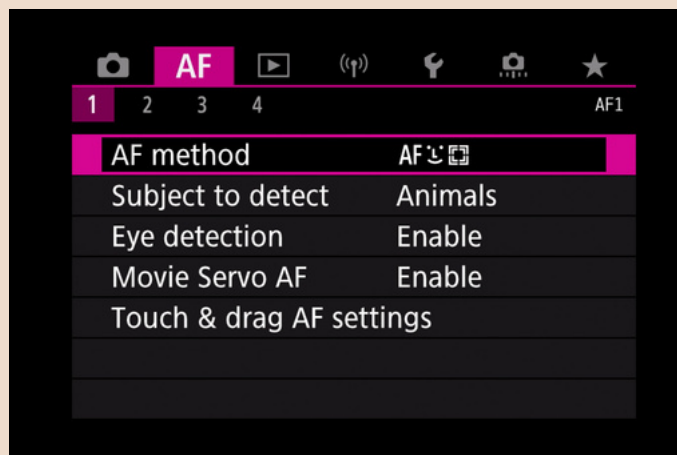 AF
1 2 3 4 AF1
AF method AF
Subject to detect Animals
Eye detection Enable
Movie Servo AF Enable
Touch & drag AF settings